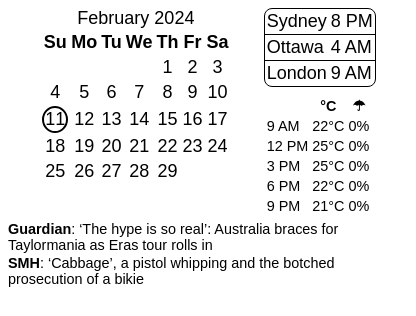 February 2024
Su Mo Tu We Th Fr Sa
1 2 3
4 5 6 7 8 9 10
11 12 13 14 15 16 17
18 19 20 21 22 23 24
25 26 27 28 29
Sydney 8 PM
Ottawa 4 AM
London 9 AM
°C ☂
9 AM 22°C 0%
12 PM 25°C 0%
3 PM 25°C 0%
6 PM 22°C 0%
9 PM 21°C 0%
Guardian: ‘The hype is so real’: Australia braces for
Taylormania as Eras tour rolls in
SMH: ‘Cabbage’, a pistol whipping and the botched
prosecution of a bikie